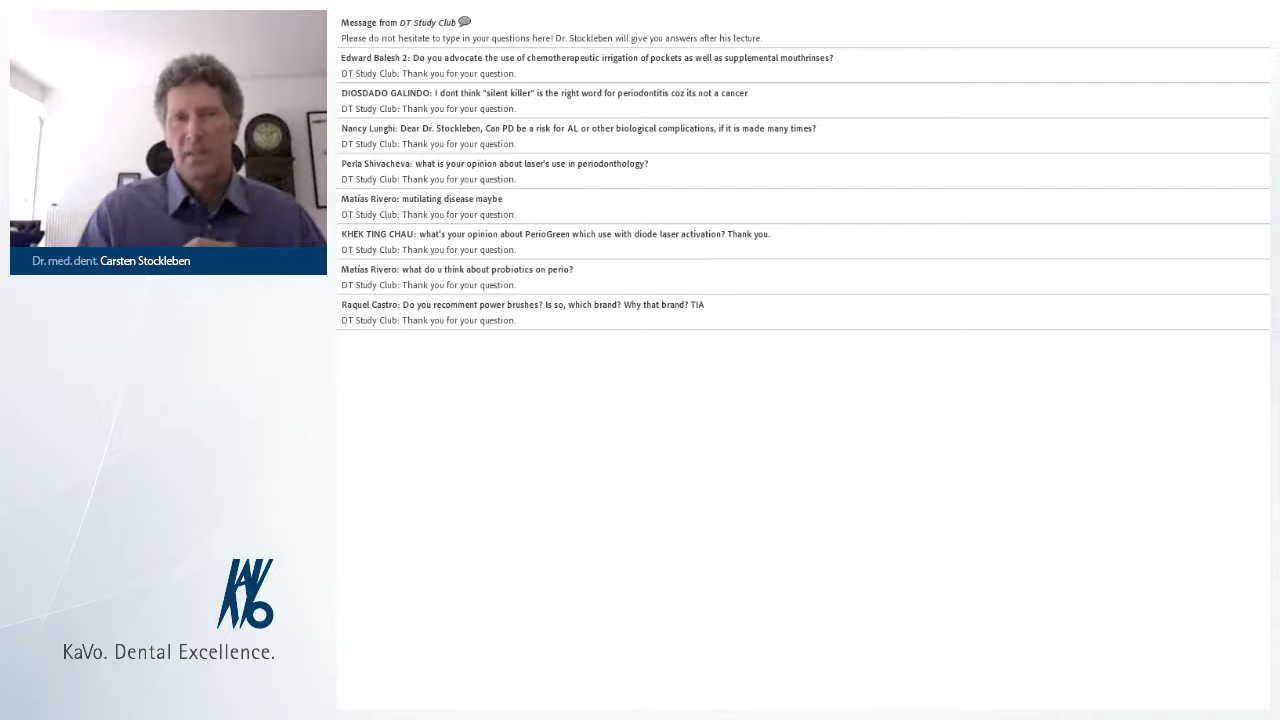 Message from DT Study Club
Please do not hesitate to type in your questions here! Dr. Stockleben will give you answers after his lecture.
Edward Balesh 2: Do you advocate the use of chemotherapeutic irrigation of pockets as well as supplemental mouthrinses?
DT Study Club: Thank you for your question.
DIOSDADO GALINDO: I dont think "silent killer" is the right word for periodontitis coz its not a cancer
DT Study Club: Thank you for your question.
Nancy Lunghi: Dear Dr. Stockleben, Can PD be a risk for AL or other biological complications, if it is made many times?
DT Study Club: Thank you for your question.
Perla Shivacheva: what is your opinion about laser's use in periodonthology?
DT Study Club: Thank you for your question.
Matías Rivero: mutilating disease maybe
DT Study Club: Thank you for your question.
KHEK TING CHAU: what's your opinion about PerioGreen which use with diode laser activation? Thank you.
DT Study Club: Thank you for your question.
Matías Rivero: what do u think about probiotics on perio?
DT Study Club: Thank you for your question.
Raquel Castro: Do you recomment power brushes? Is so, which brand? Why that brand? TIA
DT Study Club: Thank you for your question.
Dr. med. dent. Carsten Stockleben
KaVo
KaVo. Dental Excellence.